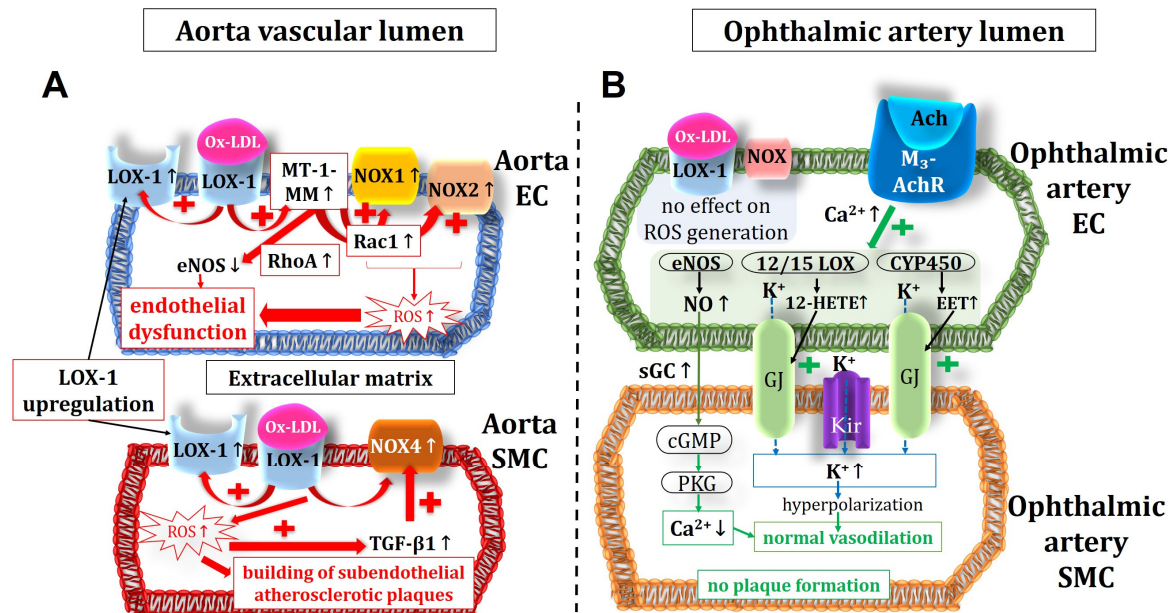 Aorta vascular lumen
Ophthalmic artery lumen
A
Ox-LDL
LOX-1↑
LOX-1
MT-1-
MM↑
NOX1↑
NOX2↑
Aorta
EC
+
+
+
+
Rac1↑
RhoA↑
eNOS↓
endothelial
dysfunction
ROS↑
LOX-1
upregulation
Extracellular matrix
Ox-LDL
LOX-1↑
LOX-1
NOX4↑
Aorta
SMC
+
+
+
ROS↑
TGF-β1↑
building of subendothelial
atherosclerotic plaques
B
Ox-LDL
LOX-1
NOX
no effect on
ROS generation
Ach
M₃-
AchR
Ophthalmic
artery
EC
Ca²⁺↑
+
eNOS
12/15 LOX
CYP450
NO↑
K⁺
12-HETE↑
K⁺
EET↑
sGC↑
GJ
+
K⁺
Kir
GJ
+
cGMP
PKG
Ca²⁺↓
K⁺↑
hyperpolarization
normal vasodilation
no plaque formation
Ophthalmic
artery
SMC